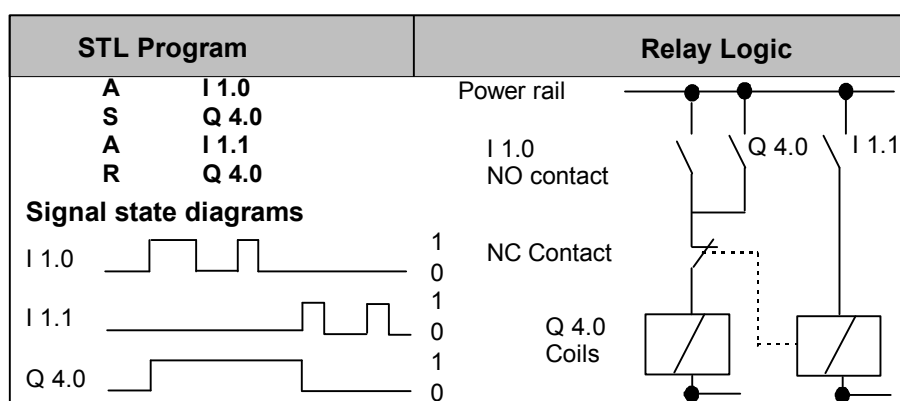 STL Program
Relay Logic
A I 1.0
S Q 4.0
A I 1.1
R Q 4.0
Signal state diagrams
I 1.0
1
0
I 1.1
1
0
Q 4.0
1
0
Power rail
I 1.0
NO contact
Q 4.0
I 1.1
NC Contact
Q 4.0
Coils